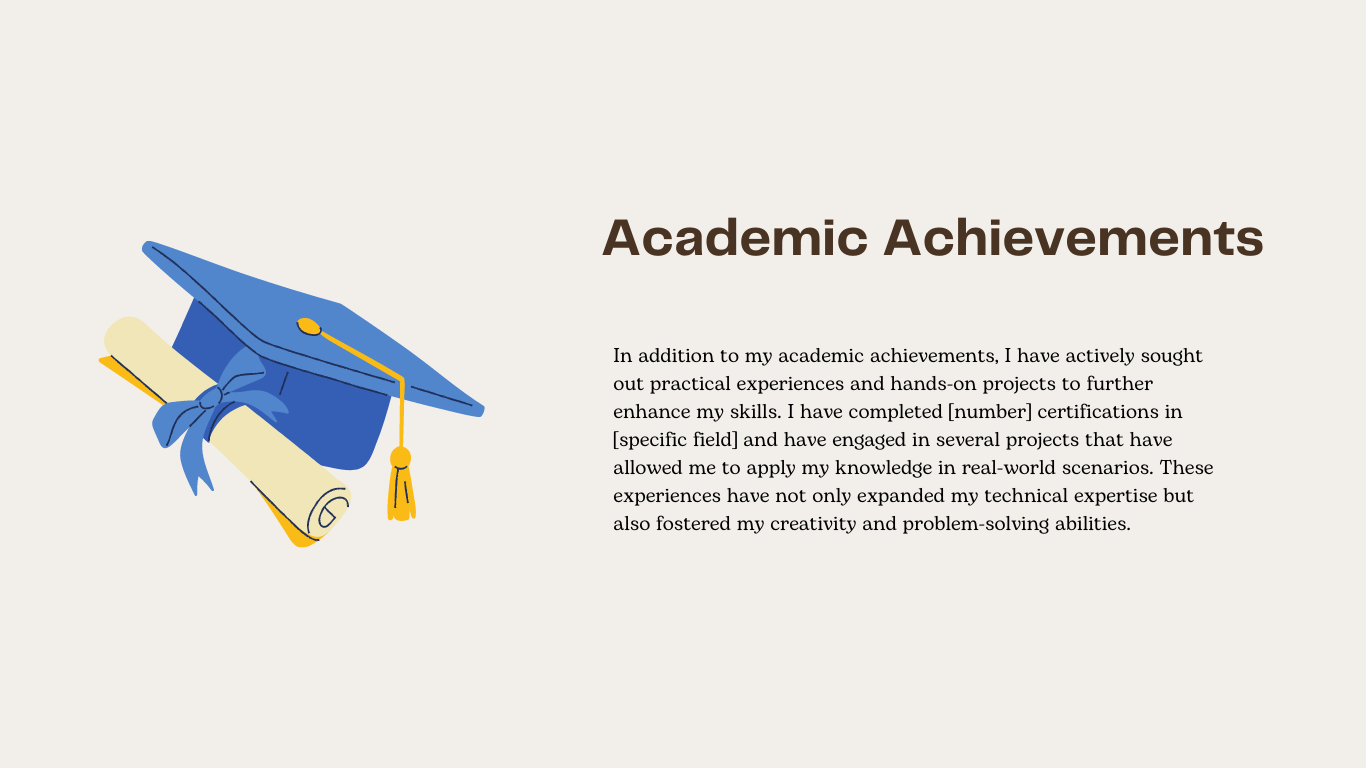 Academic Achievements
In addition to my academic achievements, I have actively sought
out practical experiences and hands-on projects to further
enhance my skills. I have completed [number] certifications in
[specific field] and have engaged in several projects that have
allowed me to apply my knowledge in real-world scenarios. These
experiences have not only expanded my technical expertise but
also fostered my creativity and problem-solving abilities.